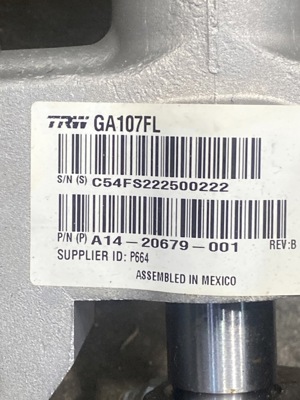 TRW GA107FL
S/N (S) C54FS222500222
P/N (P) A14-20679-001 REV:B
SUPPLIER ID: P664
ASSEMBLED IN MEXICO